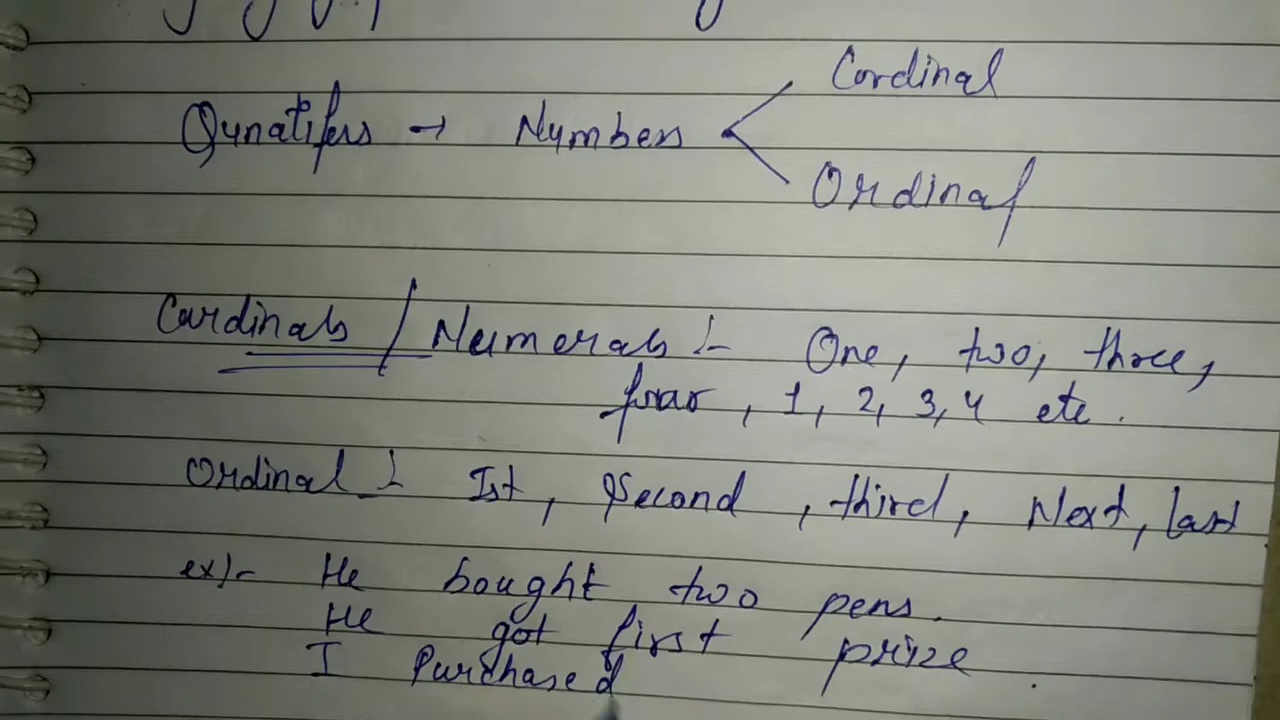 Cordinal
Qunatifers → Numbers
Ordinal
Cardinals / Numerals :- One, two, three,
four, 1, 2, 3, 4 etc.
Ordinal :- Ist, Second, third, Next, last
ex):- He bought two pens.
He got first prize
I Purchased .